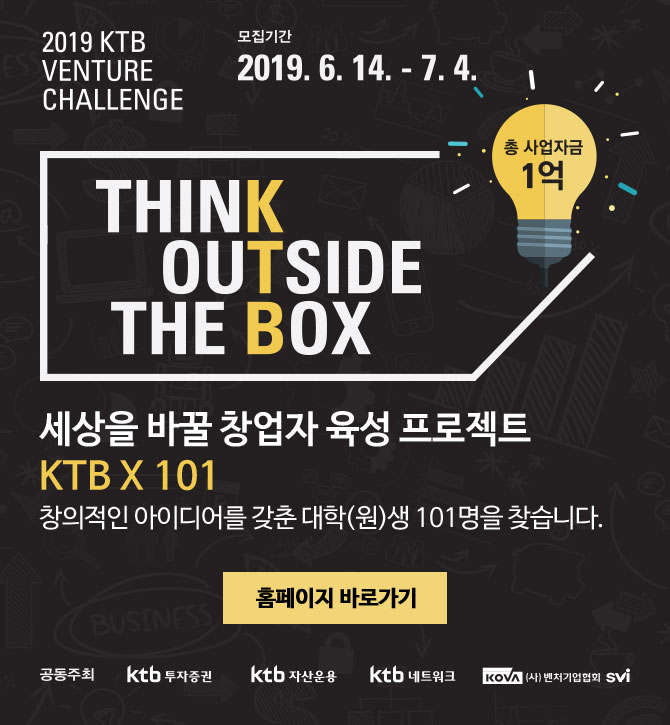 2019 KTB
VENTURE
CHALLENGE
모집기간
2019. 6. 14. - 7. 4.
총 사업자금
1억
THINK
OUTSIDE
THE BOX
세상을 바꿀 창업자 육성 프로젝트
KTB X 101
창의적인 아이디어를 갖춘 대학(원)생 101명을 찾습니다.
BUSINESS
홈페이지 바로가기
공동주최 ktb 투자증권 ktb 자산운용 ktb 네트워크 KOVA (사) 벤처기업협회 svi